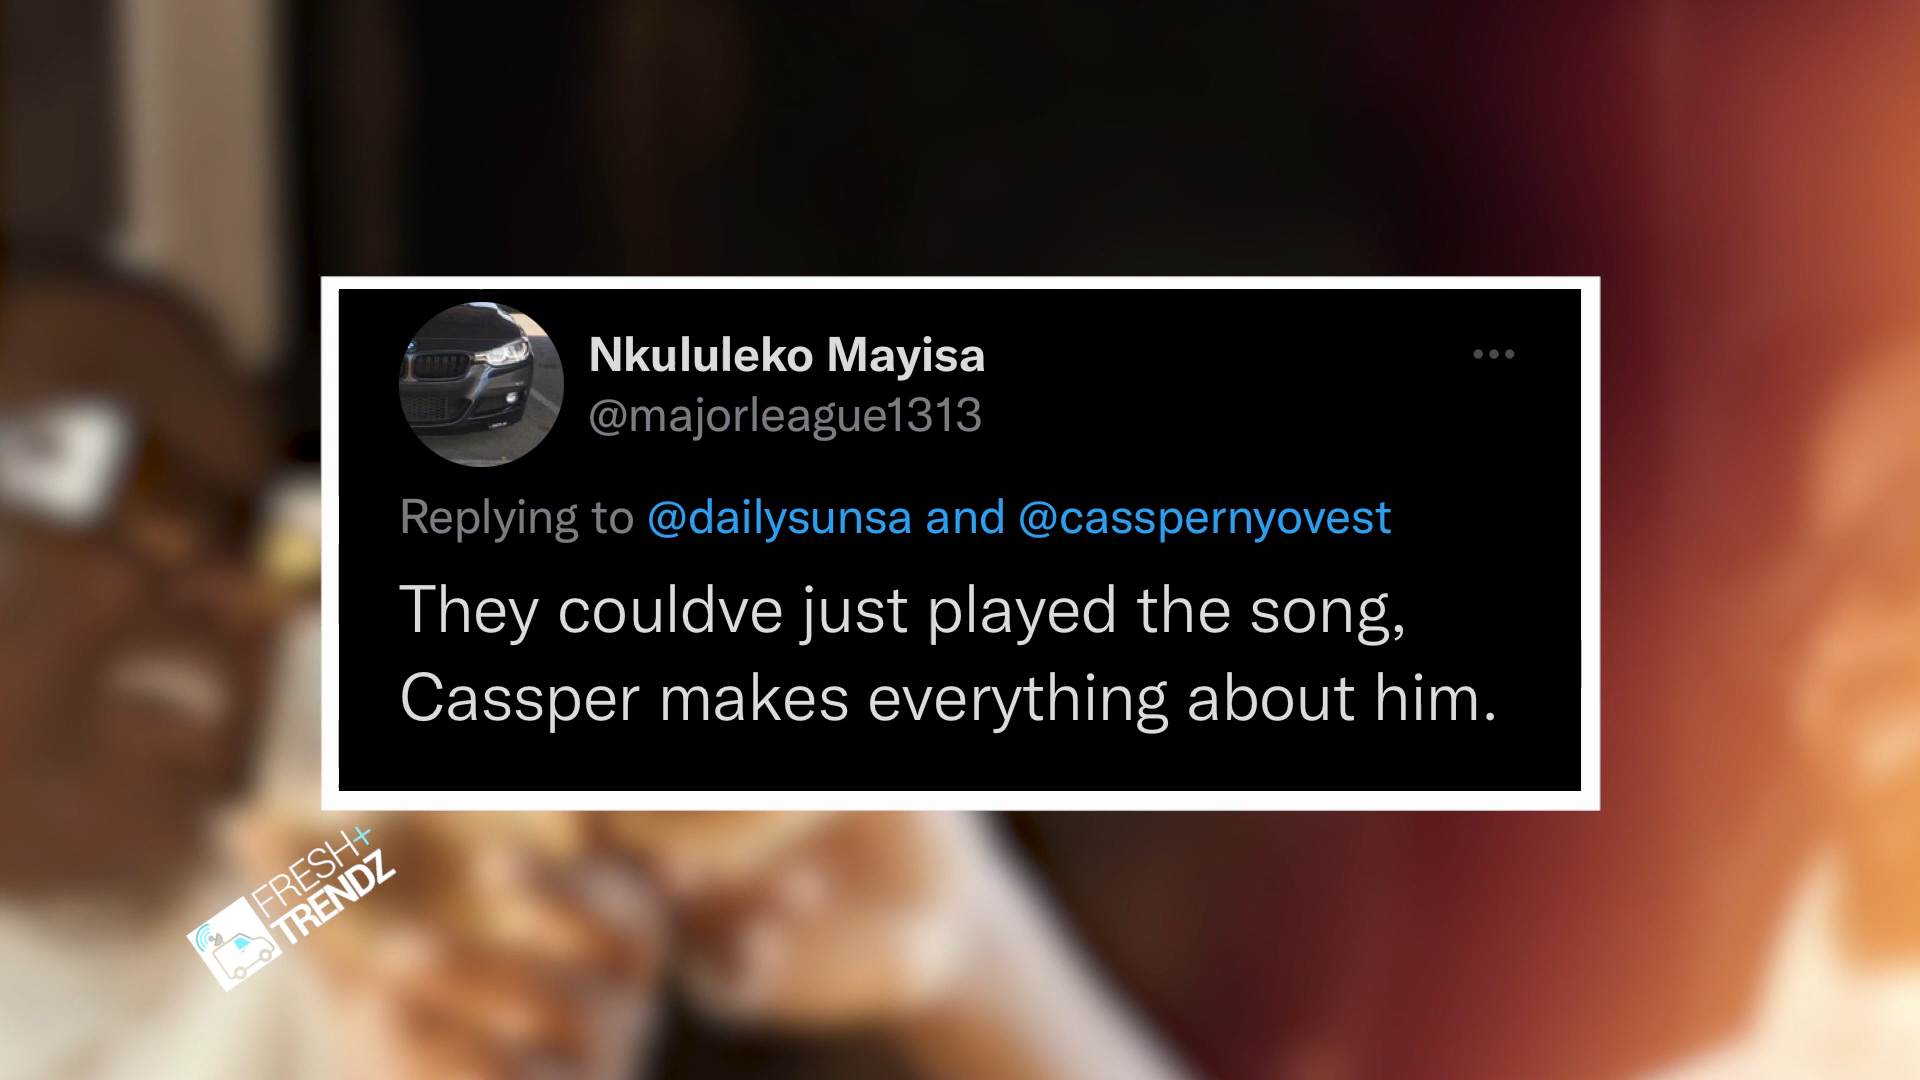 Nkululeko Mayisa
@majorleague1313
Replying to @dailysunsa and @casspernyovest
They couldve just played the song,
Cassper makes everything about him.
FRESH+
TRENDZ